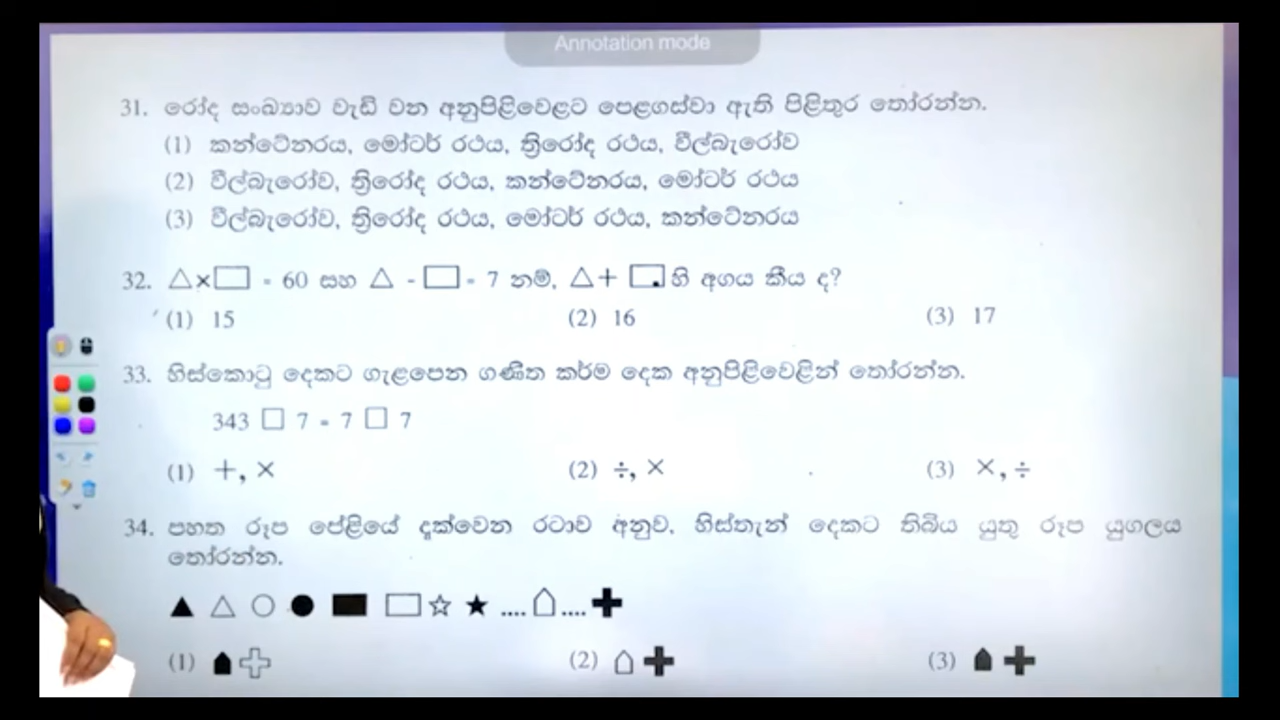 Annotation mode
31. රෝද සංඛ්‍යාව වැඩි වන අනුපිළිවෙළට පෙළගස්වා ඇති පිළිතුර තෝරන්න.
(1) කන්ටේනරය, මෝටර් රථය, ත්‍රිරෝද රථය, වීල්බැරෝව
(2) වීල්බැරෝව, ත්‍රිරෝද රථය, කන්ටේනරය, මෝටර් රථය
(3) වීල්බැරෝව, ත්‍රිරෝද රථය, මෝටර් රථය, කන්ටේනරය
32. △×□ = 60 සහ △ - □ = 7 නම්, △+ □ හි අගය කීය ද?
(1) 15 (2) 16 (3) 17
33. හිස්කොටු දෙකට ගැළපෙන ගණිත කර්ම දෙක අනුපිළිවෙළින් තෝරන්න.
343 □ 7 = 7 □ 7
(1) +, × (2) ÷, × (3) ×, ÷
34. පහත රූප පේළියේ දැක්වෙන රටාව අනුව, හිස්තැන් දෙකට තිබිය යුතු රූප යුගලය
තෝරන්න.
▲ △ ○ ● ■ □ ☆ ★ .... ⌂ .... ✚
(1) (2) (3)